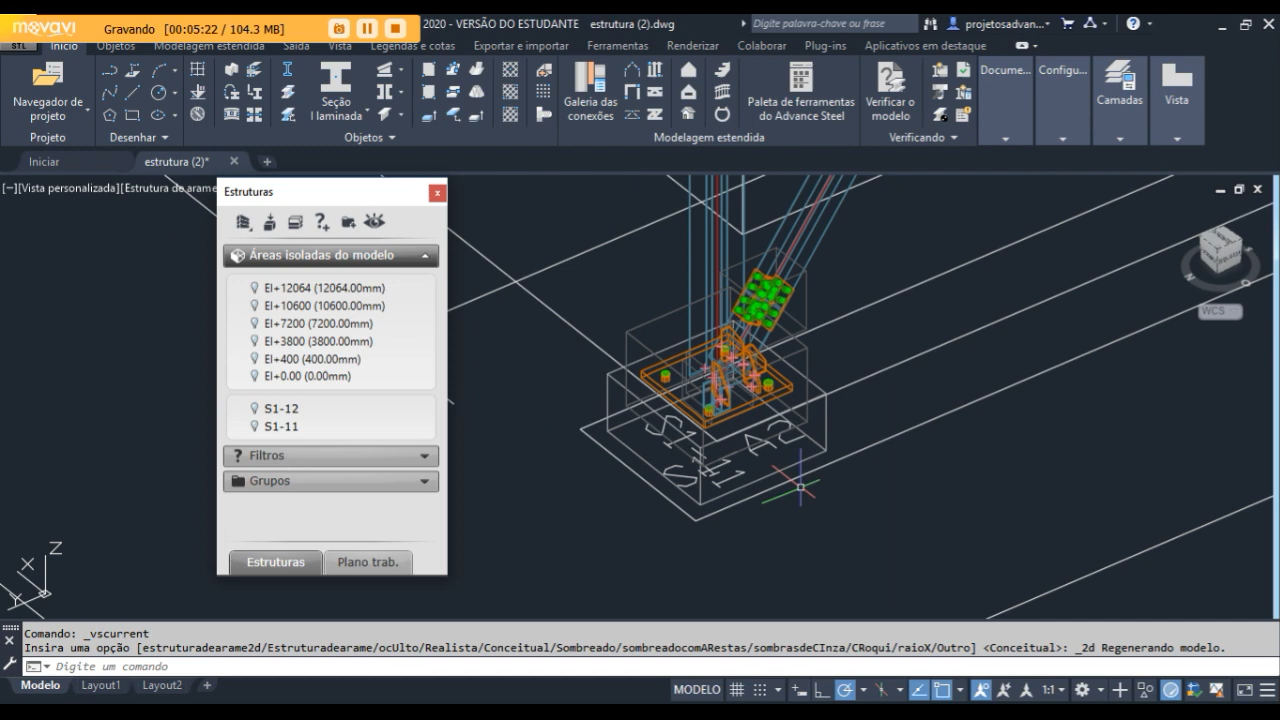 movavi
Gravando [00:05:22 / 104.3 MB]
2020 - VERSÃO DO ESTUDANTE estrutura (2).dwg
Digite palavra-chave ou frase
projetosadvan...
STL
Início Objetos Modelagem estendida Saída Vista Legendas e cotas Exportar e importar Ferramentas Renderizar Colaborar Plug-ins Aplicativos em destaque
Navegador de projeto
Seção I laminada
Galeria das conexões
Paleta de ferramentas do Advance Steel
Verificar o modelo
Docume...
Configu...
Camadas
Vista
Projeto
Desenhar
Objetos
Modelagem estendida
Verificando
Iniciar
estrutura (2)*
[−][Vista personalizada][Estrutura de arame
Estruturas
Áreas isoladas do modelo
El+12064 (12064.00mm)
El+10600 (10600.00mm)
El+7200 (7200.00mm)
El+3800 (3800.00mm)
El+400 (400.00mm)
El+0.00 (0.00mm)
S1-12
S1-11
Filtros
Grupos
Estruturas
Plano trab.
WCS
Z
X
Y
Comando: _vscurrent
Insira uma opção [estruturadearame2d/Estruturadearame/ocUlto/Realista/Conceitual/Sombreado/sombreadocomARestas/sombrasdeCInza/CRoqui/raioX/Outro] <Conceitual>: _2d Regenerando modelo.
Digite um comando
Modelo Layout1 Layout2
MODELO
1:1